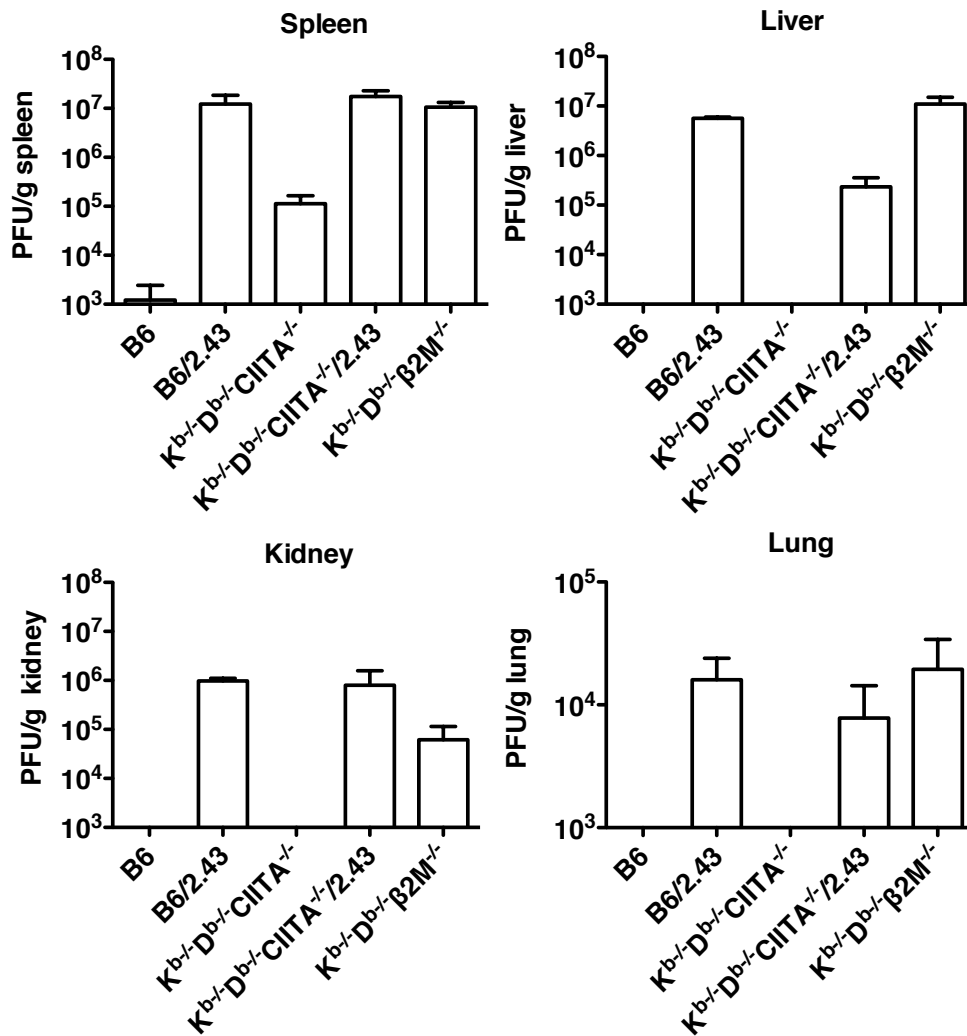 Spleen
PFU/g spleen
10⁸
10⁷
10⁶
10⁵
10⁴
10³
B6
B6/2.43
Kᵇ⁻/⁻Dᵇ⁻/⁻CIITA⁻/⁻
Kᵇ⁻/⁻Dᵇ⁻/⁻CIITA⁻/⁻/2.43
Kᵇ⁻/⁻Dᵇ⁻/⁻β2M⁻/⁻
Liver
PFU/g liver
10⁸
10⁷
10⁶
10⁵
10⁴
10³
B6
B6/2.43
Kᵇ⁻/⁻Dᵇ⁻/⁻CIITA⁻/⁻
Kᵇ⁻/⁻Dᵇ⁻/⁻CIITA⁻/⁻/2.43
Kᵇ⁻/⁻Dᵇ⁻/⁻β2M⁻/⁻
Kidney
PFU/g kidney
10⁸
10⁷
10⁶
10⁵
10⁴
10³
B6
B6/2.43
Kᵇ⁻/⁻Dᵇ⁻/⁻CIITA⁻/⁻
Kᵇ⁻/⁻Dᵇ⁻/⁻CIITA⁻/⁻/2.43
Kᵇ⁻/⁻Dᵇ⁻/⁻β2M⁻/⁻
Lung
PFU/g lung
10⁵
10⁴
10³
B6
B6/2.43
Kᵇ⁻/⁻Dᵇ⁻/⁻CIITA⁻/⁻
Kᵇ⁻/⁻Dᵇ⁻/⁻CIITA⁻/⁻/2.43
Kᵇ⁻/⁻Dᵇ⁻/⁻β2M⁻/⁻